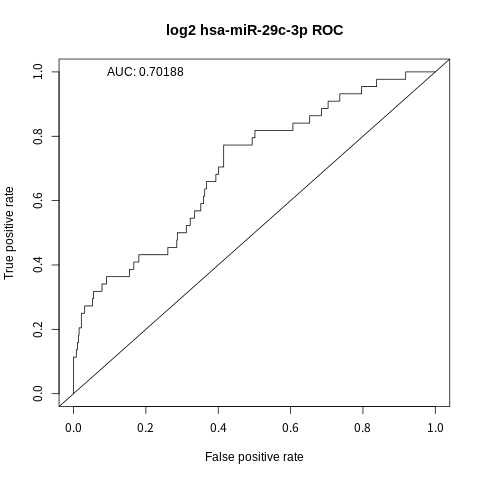 log2 hsa-miR-29c-3p ROC
AUC: 0.70188
True positive rate
1.0
0.8
0.6
0.4
0.2
0.0
0.0 0.2 0.4 0.6 0.8 1.0
False positive rate